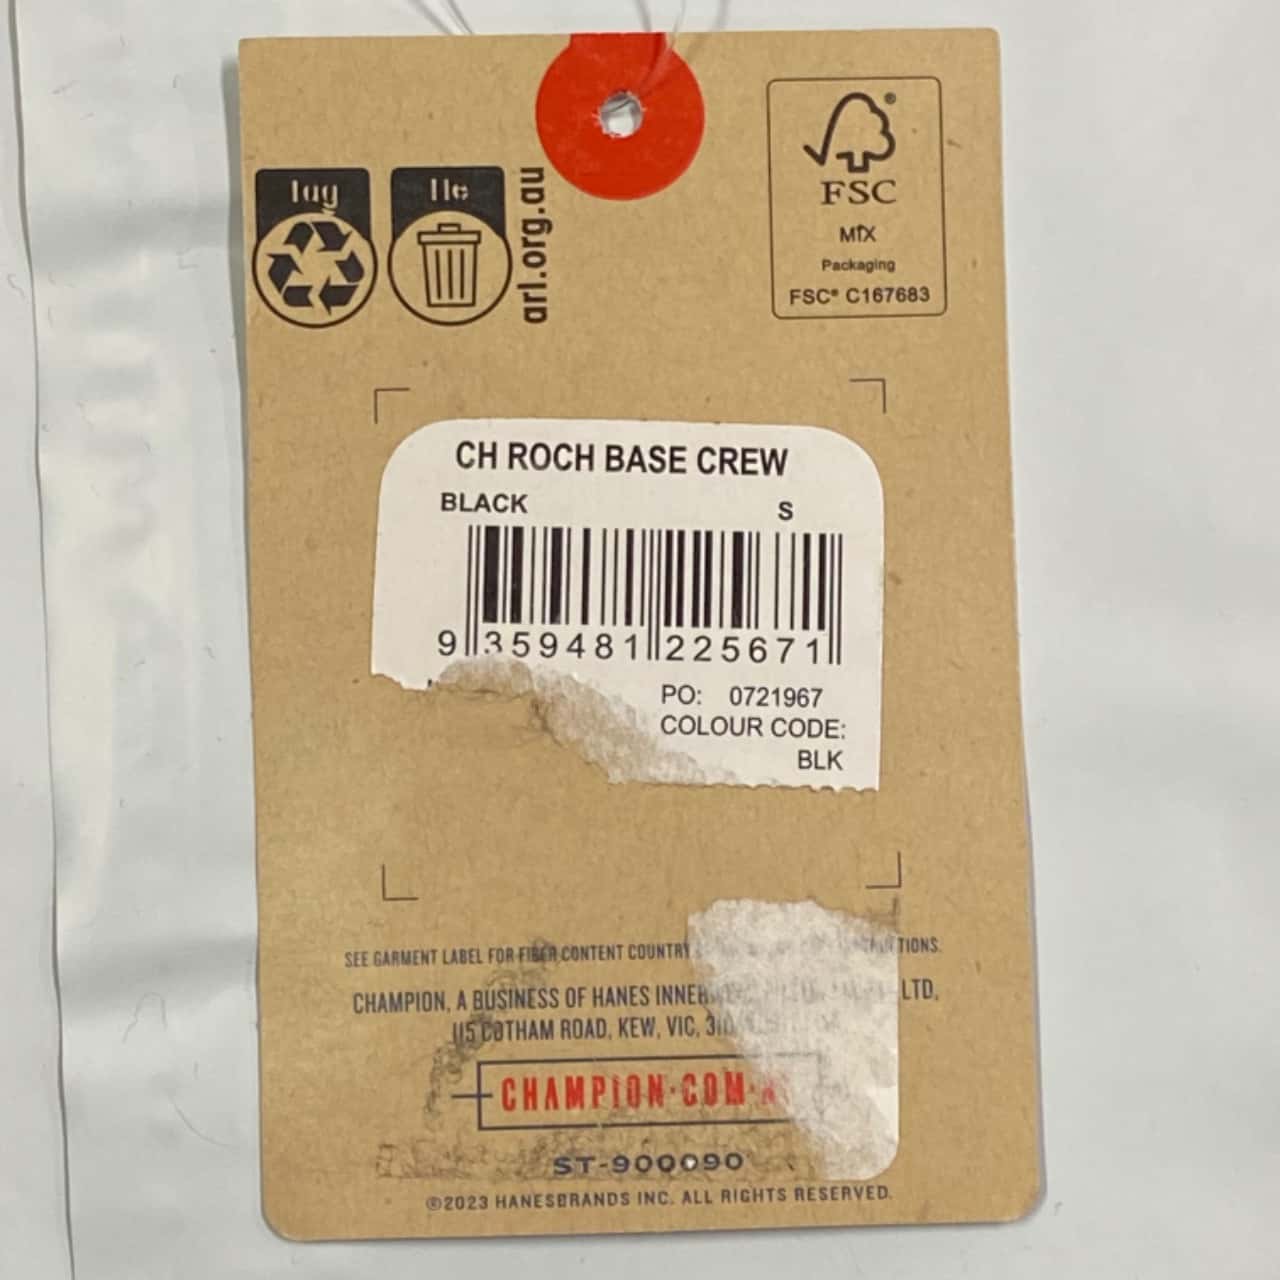 Tag
arl.org.au
FSC®
MIX
Packaging
FSC® C167683
CH ROCH BASE CREW
BLACK S
9 359481 225671
PO: 0721967
COLOUR CODE:
BLK
SEE GARMENT LABEL FOR FIBER CONTENT COUNTRY
CHAMPION, A BUSINESS OF HANES LTD,
115 COTHAM ROAD, KEW, VIC,
CHAMPION·COM
ST-900090
©2023 HANESBRANDS INC. ALL RIGHTS RESERVED.